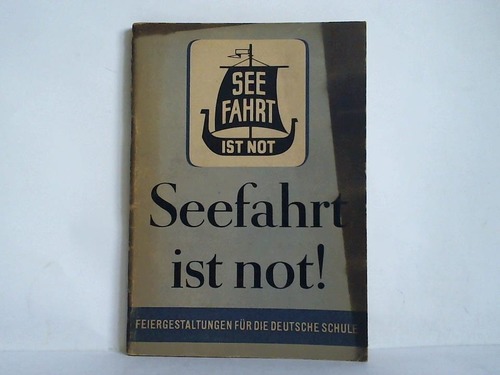 SEE
FAHRT
IST NOT
Seefahrt
ist not!
FEIERGESTALTUNGEN FÜR DIE DEUTSCHE SCHULE